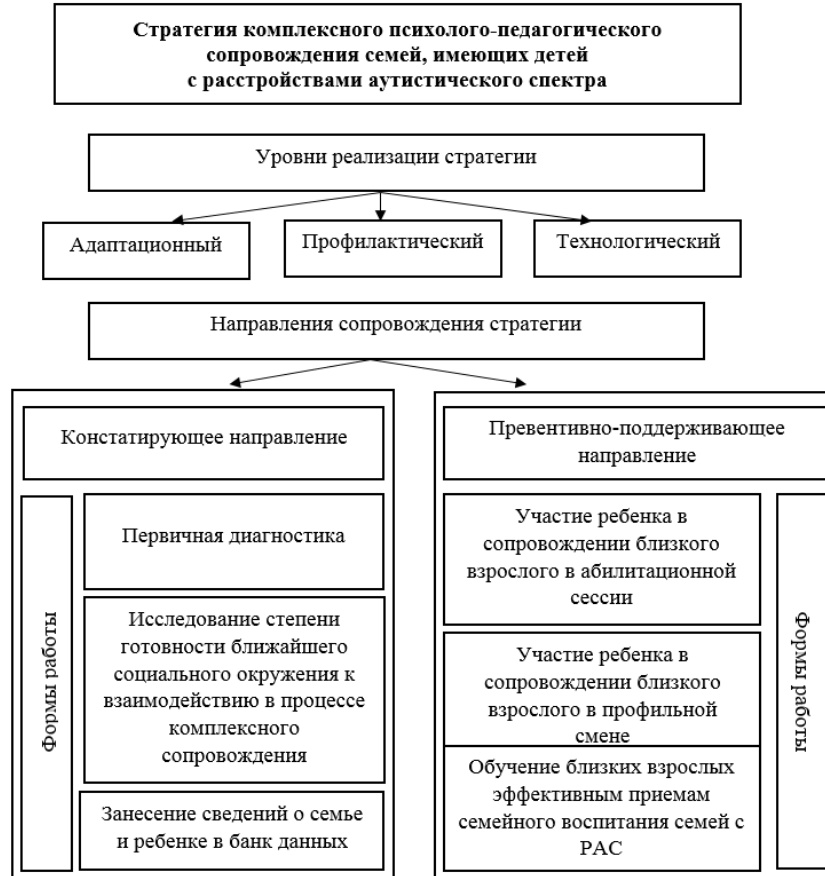 Стратегия комплексного психолого-педагогического
сопровождения семей, имеющих детей
с расстройствами аутистического спектра
Уровни реализации стратегии
Адаптационный
Профилактический
Технологический
Направления сопровождения стратегии
Констатирующее направление
Формы работы
Первичная диагностика
Исследование степени
готовности ближайшего
социального окружения к
взаимодействию в процессе
комплексного
сопровождения
Занесение сведений о семье
и ребенке в банк данных
Превентивно-поддерживающее
направление
Участие ребенка в
сопровождении близкого
взрослого в абилитационной
сессии
Участие ребенка в
сопровождении близкого
взрослого в профильной
смене
Обучение близких взрослых
эффективным приемам
семейного воспитания семей с
РАС
Формы работы